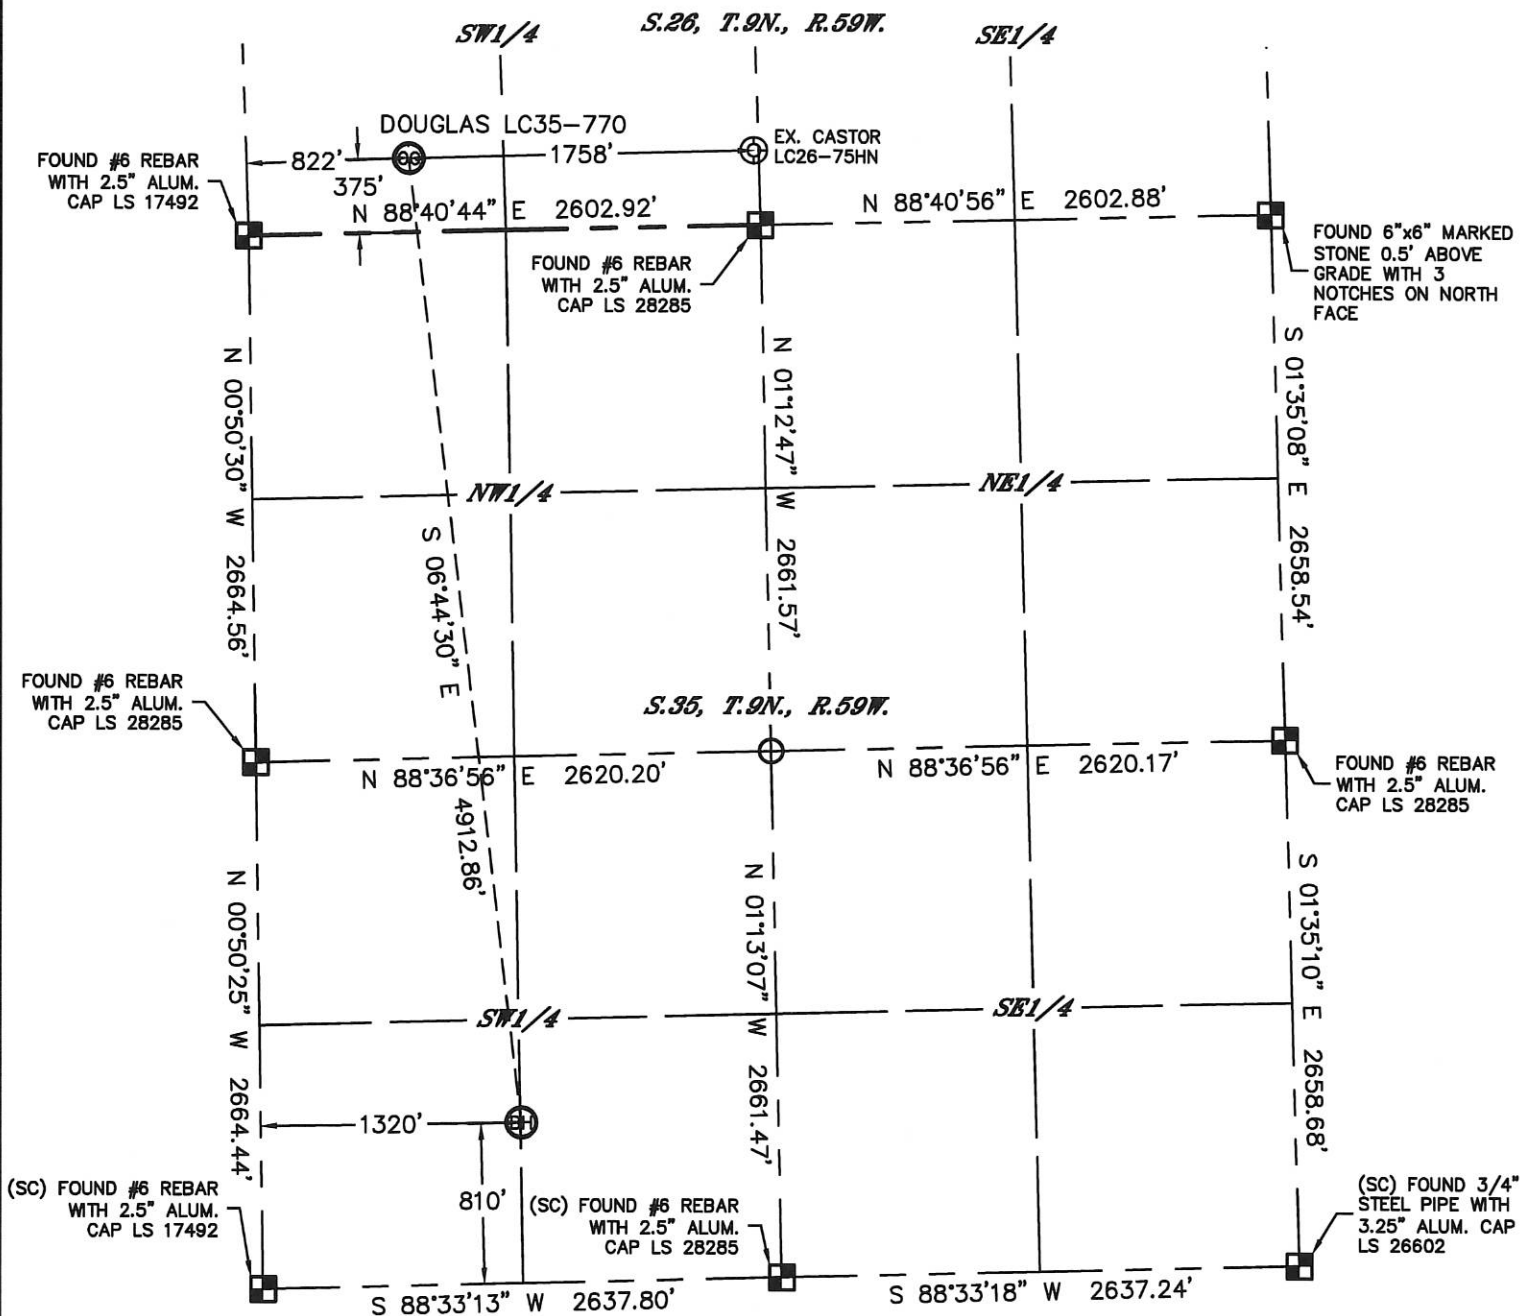 S.26, T.9N., R.59W.
SW1/4
SE1/4
DOUGLAS LC35-770
EX. CASTOR
LC26-75HN
822'
1758'
375'
FOUND #6 REBAR
WITH 2.5" ALUM.
CAP LS 17492
N 88°40'44" E 2602.92'
N 88°40'56" E 2602.88'
FOUND #6 REBAR
WITH 2.5" ALUM.
CAP LS 28285
FOUND 6"x6" MARKED
STONE 0.5' ABOVE
GRADE WITH 3
NOTCHES ON NORTH
FACE
N 00°50'30" W 2664.56'
N 01°12'47" W 2661.57'
S 01°35'08" E 2658.54'
NW1/4
NE1/4
S 06°44'30" E 4912.86'
FOUND #6 REBAR
WITH 2.5" ALUM.
CAP LS 28285
S.35, T.9N., R.59W.
N 88°36'56" E 2620.20'
N 88°36'56" E 2620.17'
FOUND #6 REBAR
WITH 2.5" ALUM.
CAP LS 28285
N 00°50'25" W 2664.44'
N 01°13'07" W 2661.47'
S 01°35'10" E 2658.68'
SW1/4
SE1/4
1320'
BH
810'
(SC) FOUND #6 REBAR
WITH 2.5" ALUM.
CAP LS 17492
(SC) FOUND #6 REBAR
WITH 2.5" ALUM.
CAP LS 28285
(SC) FOUND 3/4"
STEEL PIPE WITH
3.25" ALUM. CAP
LS 26602
S 88°33'13" W 2637.80'
S 88°33'18" W 2637.24'